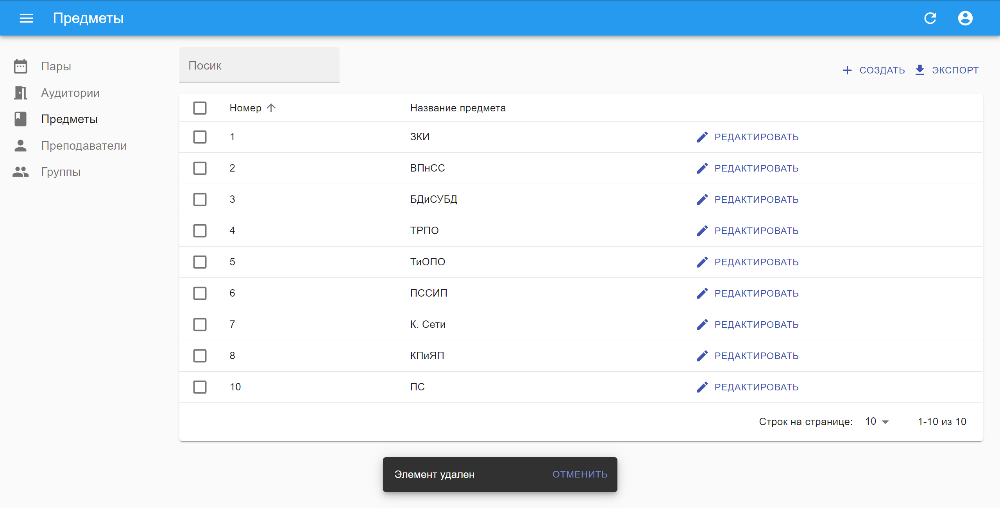 Предметы
Пары
Аудитории
Предметы
Преподаватели
Группы
Посик
СОЗДАТЬ ЭКСПОРТ
Номер Название предмета
1 ЗКИ РЕДАКТИРОВАТЬ
2 ВПнСС РЕДАКТИРОВАТЬ
3 БДиСУБД РЕДАКТИРОВАТЬ
4 ТРПО РЕДАКТИРОВАТЬ
5 ТиОПО РЕДАКТИРОВАТЬ
6 ПССИП РЕДАКТИРОВАТЬ
7 К. Сети РЕДАКТИРОВАТЬ
8 КПиЯП РЕДАКТИРОВАТЬ
10 ПС РЕДАКТИРОВАТЬ
Строк на странице: 10 1-10 из 10
Элемент удален ОТМЕНИТЬ